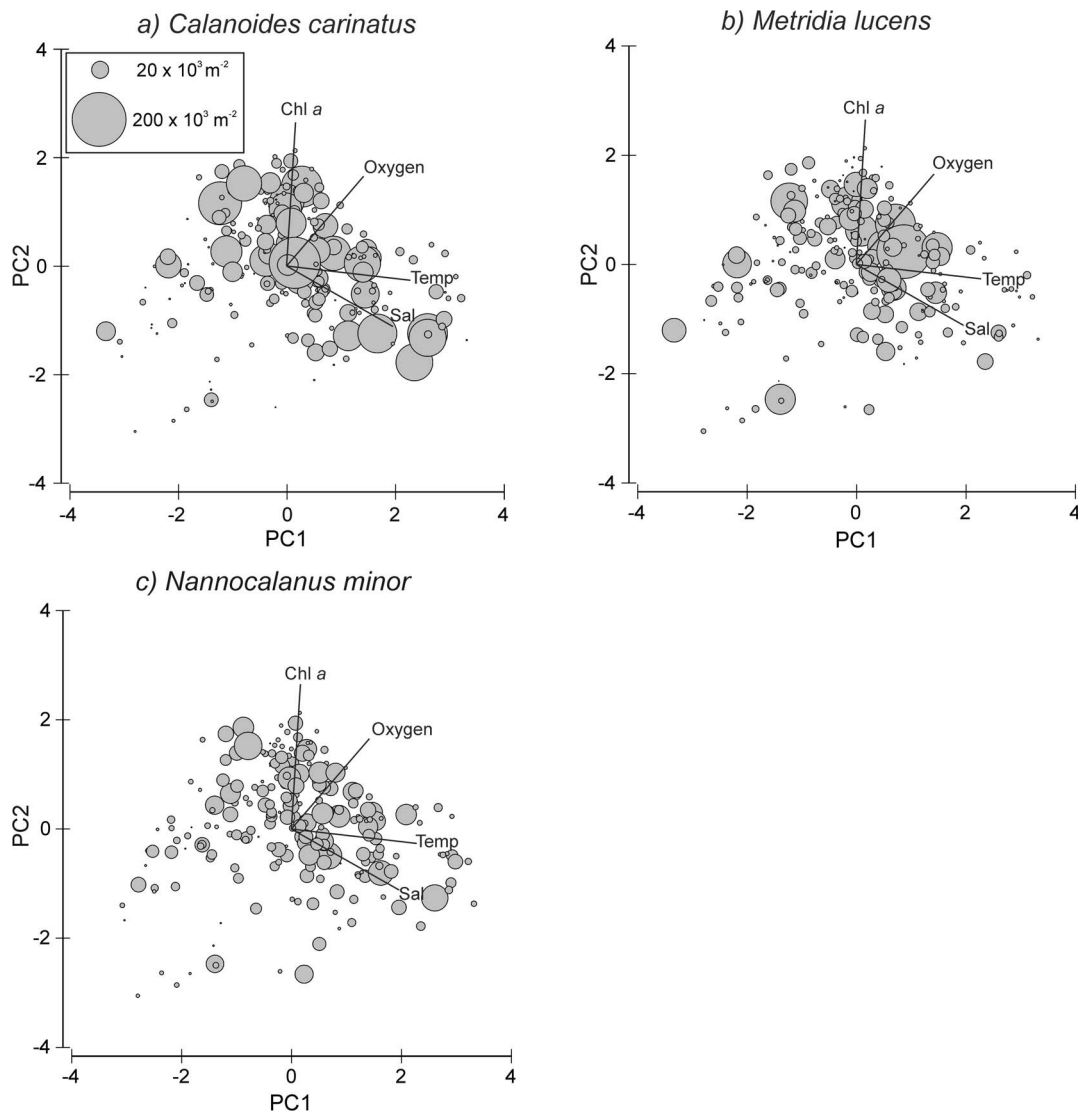 a) Calanoides carinatus
4
20 x 10³ m⁻²
200 x 10³ m⁻²
Chl a
Oxygen
2
PC2
0
Temp
Sal
-2
-4
-4 -2 0 2 4
PC1
b) Metridia lucens
4
Chl a
2
Oxygen
PC2
0
Temp
Sal
-2
-4
-4 -2 0 2 4
PC1
c) Nannocalanus minor
4
Chl a
2
Oxygen
PC2
0
Temp
Sal
-2
-4
-4 -2 0 2 4
PC1